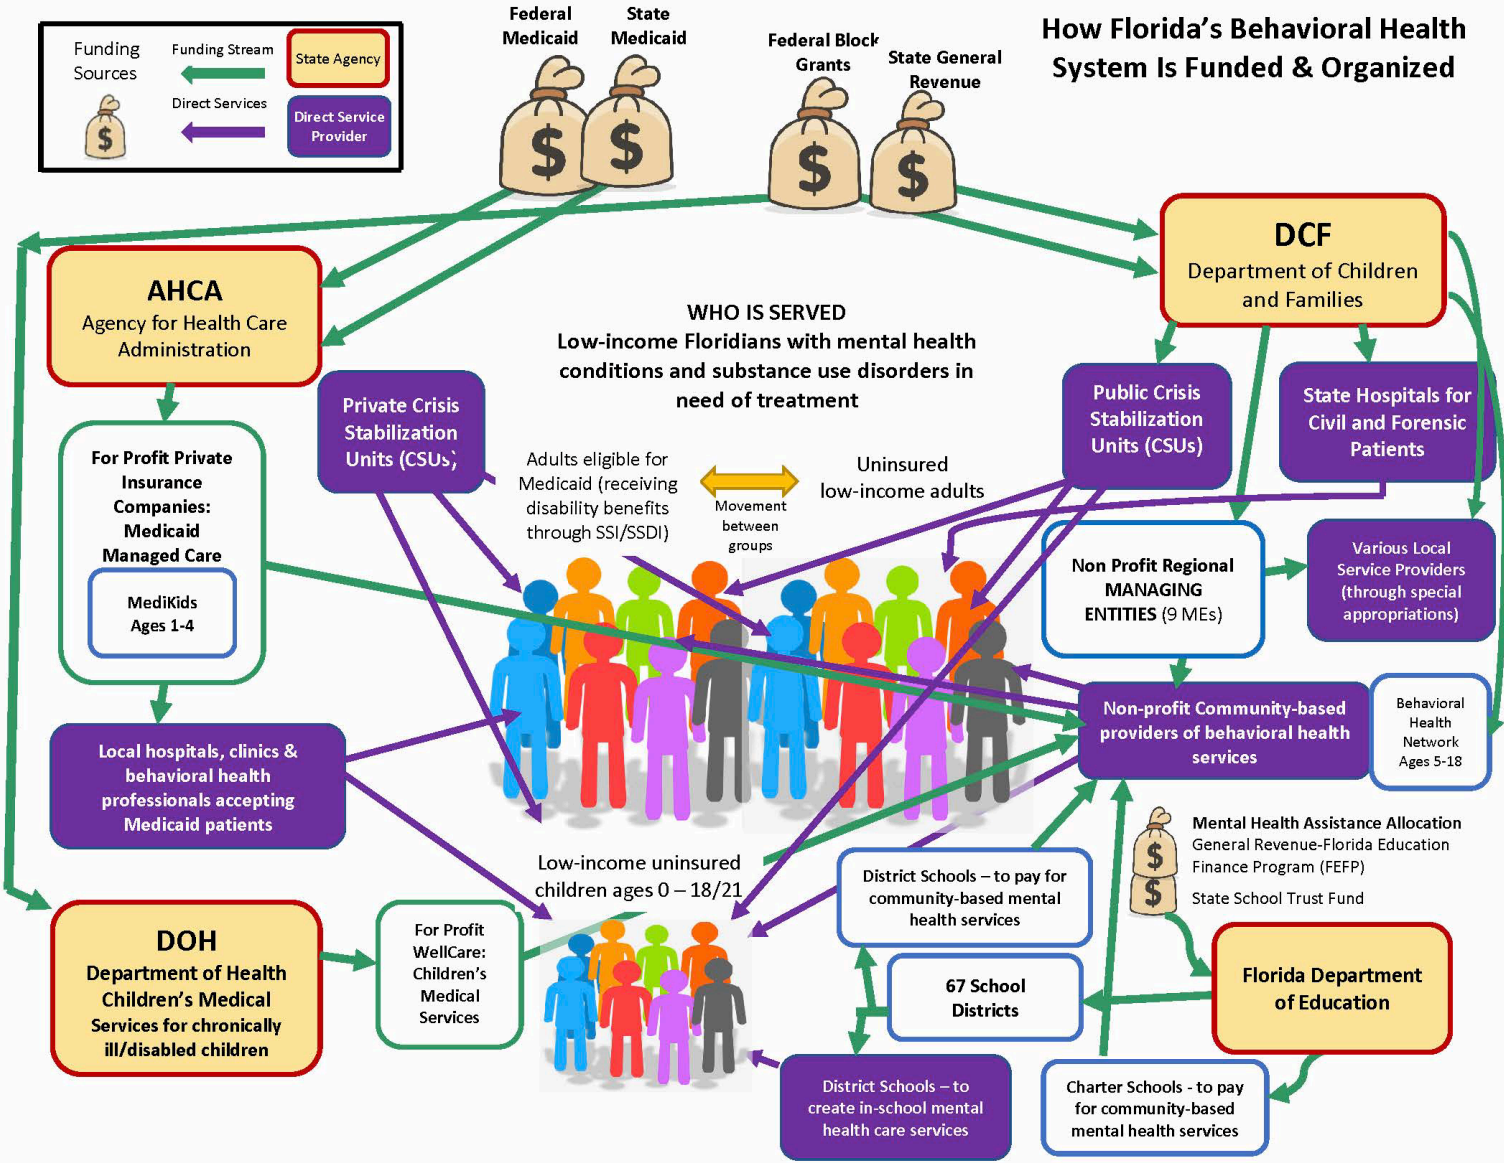 How Florida's Behavioral Health
System Is Funded & Organized
Funding
Sources
Funding Stream
Direct Services
State Agency
Direct Service
Provider
$
Federal
Medicaid
State
Medicaid
Federal Block
Grants
State General
Revenue
$
$
$
$
AHCA
Agency for Health Care
Administration
DCF
Department of Children
and Families
WHO IS SERVED
Low-income Floridians with mental health
conditions and substance use disorders in
need of treatment
Private Crisis
Stabilization
Units (CSUs)
Public Crisis
Stabilization
Units (CSUs)
State Hospitals for
Civil and Forensic
Patients
For Profit Private
Insurance
Companies:
Medicaid
Managed Care
MediKids
Ages 1-4
Adults eligible for
Medicaid (receiving
disability benefits
through SSI/SSDI)
Movement
between
groups
Uninsured
low-income adults
Non Profit Regional
MANAGING
ENTITIES (9 MEs)
Various Local
Service Providers
(through special
appropriations)
Local hospitals, clinics &
behavioral health
professionals accepting
Medicaid patients
Non-profit Community-based
providers of behavioral health
services
Behavioral
Health
Network
Ages 5-18
Low-income uninsured
children ages 0 – 18/21
District Schools – to pay for
community-based mental
health services
$
$
Mental Health Assistance Allocation
General Revenue-Florida Education
Finance Program (FEFP)
State School Trust Fund
DOH
Department of Health
Children's Medical
Services for chronically
ill/disabled children
For Profit
WellCare:
Children's
Medical
Services
67 School
Districts
Florida Department
of Education
District Schools – to
create in-school mental
health care services
Charter Schools - to pay
for community-based
mental health services